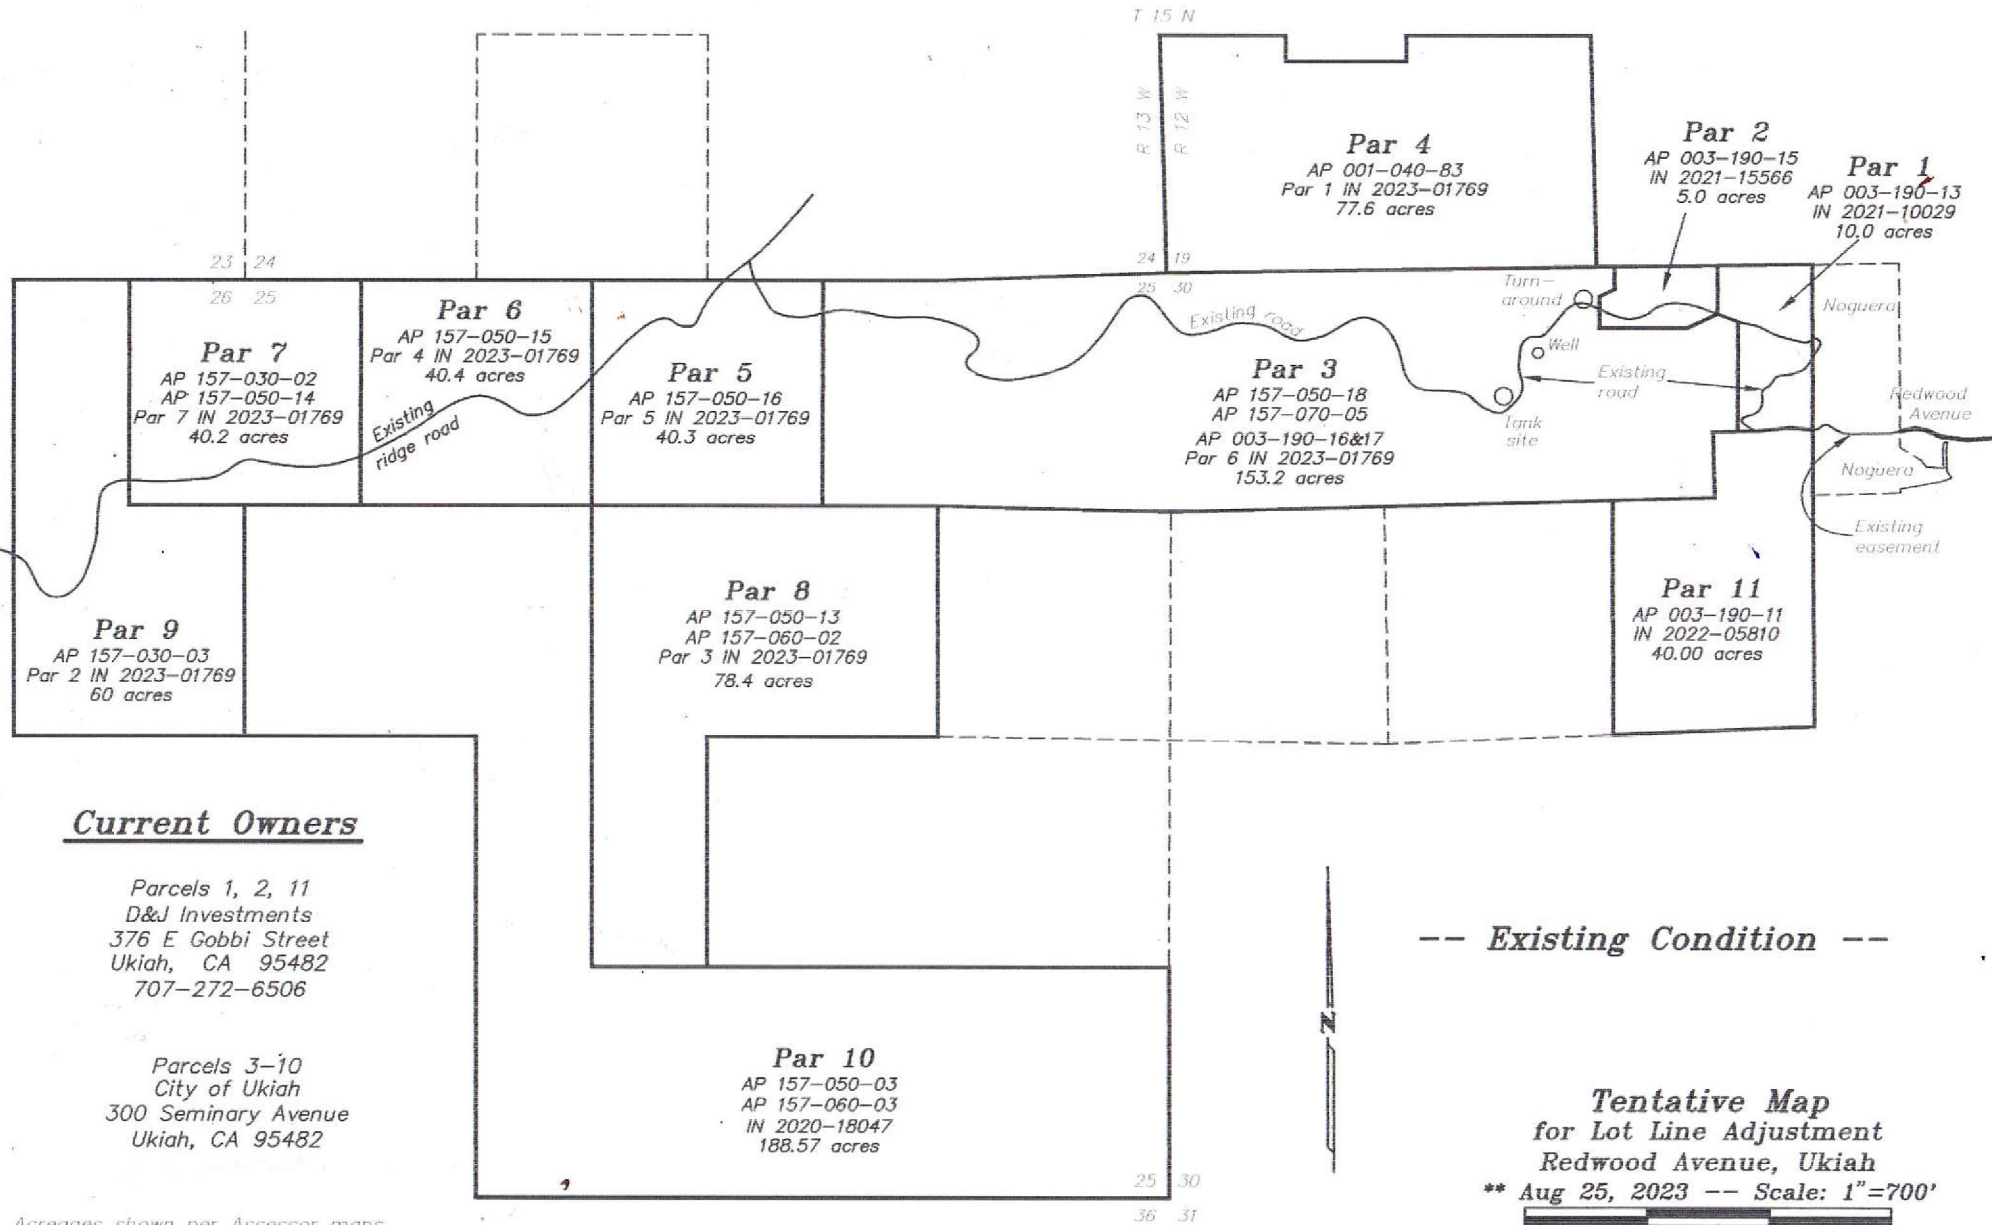 T 15 N
R 13 W
R 12 W
Par 4
AP 001-040-83
Par 1 IN 2023-01769
77.6 acres
Par 2
AP 003-190-15
IN 2021-15566
5.0 acres
Par 1
AP 003-190-13
IN 2021-10029
10.0 acres
23 24
26 25
24 19
25 30
Turn-
around
Noguera
Existing road
Well
Par 7
AP 157-030-02
AP 157-050-14
Par 7 IN 2023-01769
40.2 acres
Par 6
AP 157-050-15
Par 4 IN 2023-01769
40.4 acres
Existing
ridge road
Par 5
AP 157-050-16
Par 5 IN 2023-01769
40.3 acres
Par 3
AP 157-050-18
AP 157-070-05
AP 003-190-16&17
Par 6 IN 2023-01769
153.2 acres
Existing
road
Tank
site
Redwood
Avenue
Noguera
Existing
easement
Par 9
AP 157-030-03
Par 2 IN 2023-01769
60 acres
Par 8
AP 157-050-13
AP 157-060-02
Par 3 IN 2023-01769
78.4 acres
Par 11
AP 003-190-11
IN 2022-05810
40.00 acres
Current Owners
Parcels 1, 2, 11
D&J Investments
376 E Gobbi Street
Ukiah, CA 95482
707-272-6506
Parcels 3-10
City of Ukiah
300 Seminary Avenue
Ukiah, CA 95482
Par 10
AP 157-050-03
AP 157-060-03
IN 2020-18047
188.57 acres
25 30
36 31
N
-- Existing Condition --
Tentative Map
for Lot Line Adjustment
Redwood Avenue, Ukiah
** Aug 25, 2023 -- Scale: 1"=700'
Acreages shown per Assessor maps